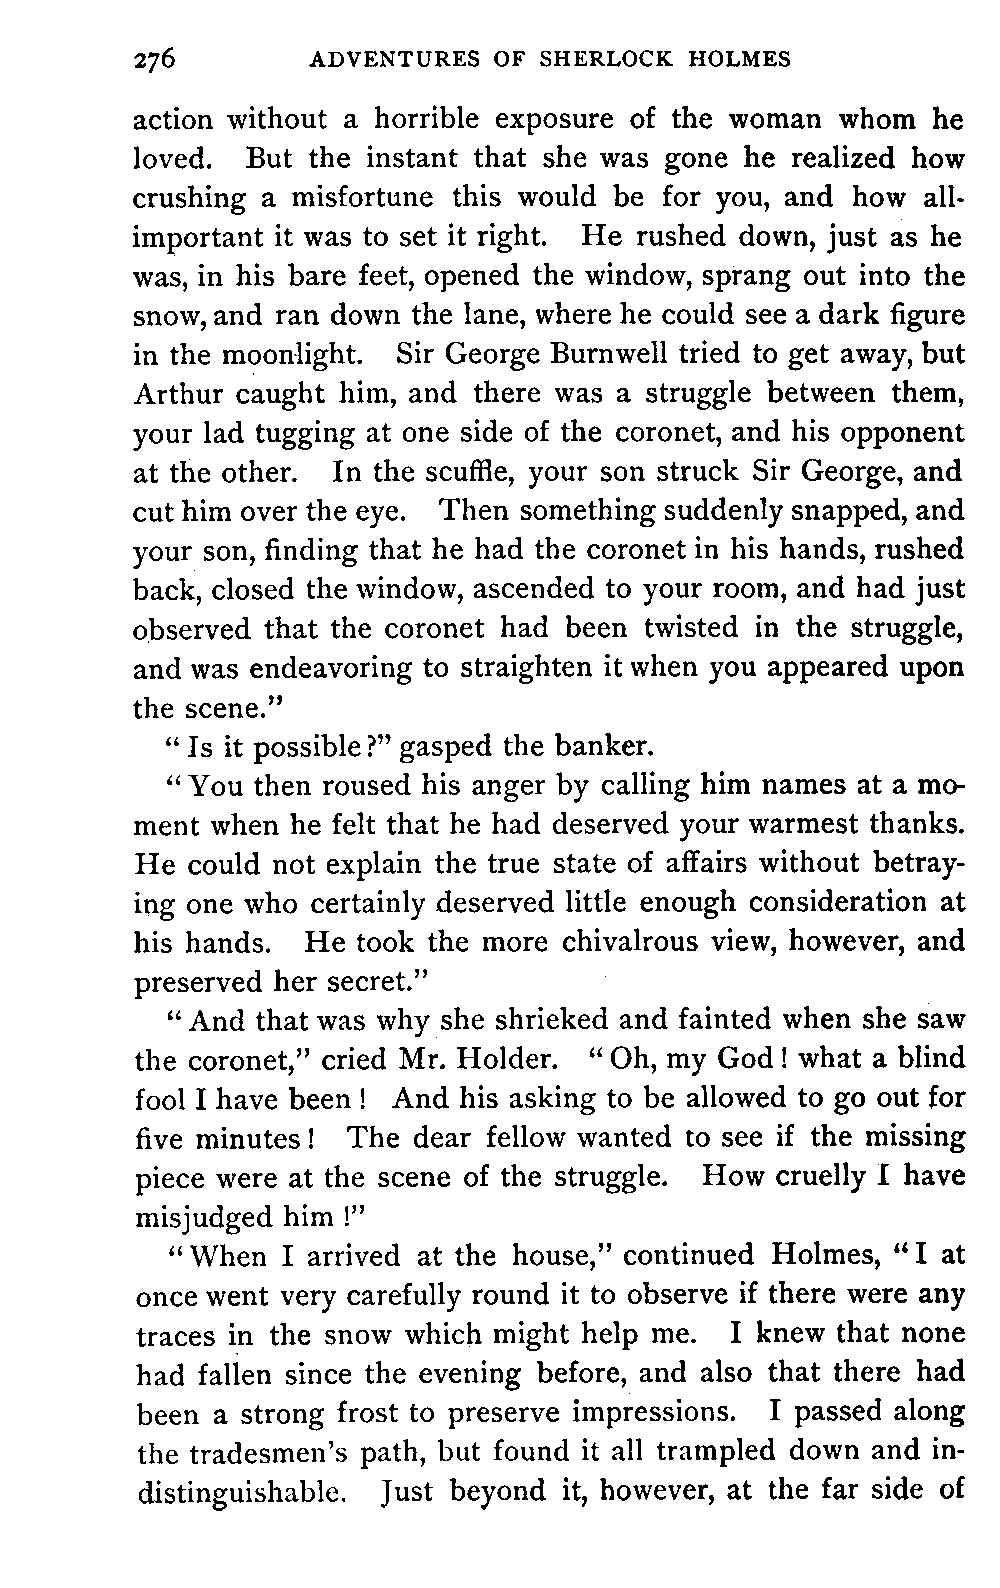 276 ADVENTURES OF SHERLOCK HOLMES
action without a horrible exposure of the woman whom he
loved. But the instant that she was gone he realized how
crushing a misfortune this would be for you, and how all-
important it was to set it right. He rushed down, just as he
was, in his bare feet, opened the window, sprang out into the
snow, and ran down the lane, where he could see a dark figure
in the moonlight. Sir George Burnwell tried to get away, but
Arthur caught him, and there was a struggle between them,
your lad tugging at one side of the coronet, and his opponent
at the other. In the scuffle, your son struck Sir George, and
cut him over the eye. Then something suddenly snapped, and
your son, finding that he had the coronet in his hands, rushed
back, closed the window, ascended to your room, and had just
observed that the coronet had been twisted in the struggle,
and was endeavoring to straighten it when you appeared upon
the scene."
"Is it possible?" gasped the banker.
"You then roused his anger by calling him names at a mo-
ment when he felt that he had deserved your warmest thanks.
He could not explain the true state of affairs without betray-
ing one who certainly deserved little enough consideration at
his hands. He took the more chivalrous view, however, and
preserved her secret."
"And that was why she shrieked and fainted when she saw
the coronet," cried Mr. Holder. "Oh, my God! what a blind
fool I have been! And his asking to be allowed to go out for
five minutes! The dear fellow wanted to see if the missing
piece were at the scene of the struggle. How cruelly I have
misjudged him!"
"When I arrived at the house," continued Holmes, "I at
once went very carefully round it to observe if there were any
traces in the snow which might help me. I knew that none
had fallen since the evening before, and also that there had
been a strong frost to preserve impressions. I passed along
the tradesmen's path, but found it all trampled down and in-
distinguishable. Just beyond it, however, at the far side of